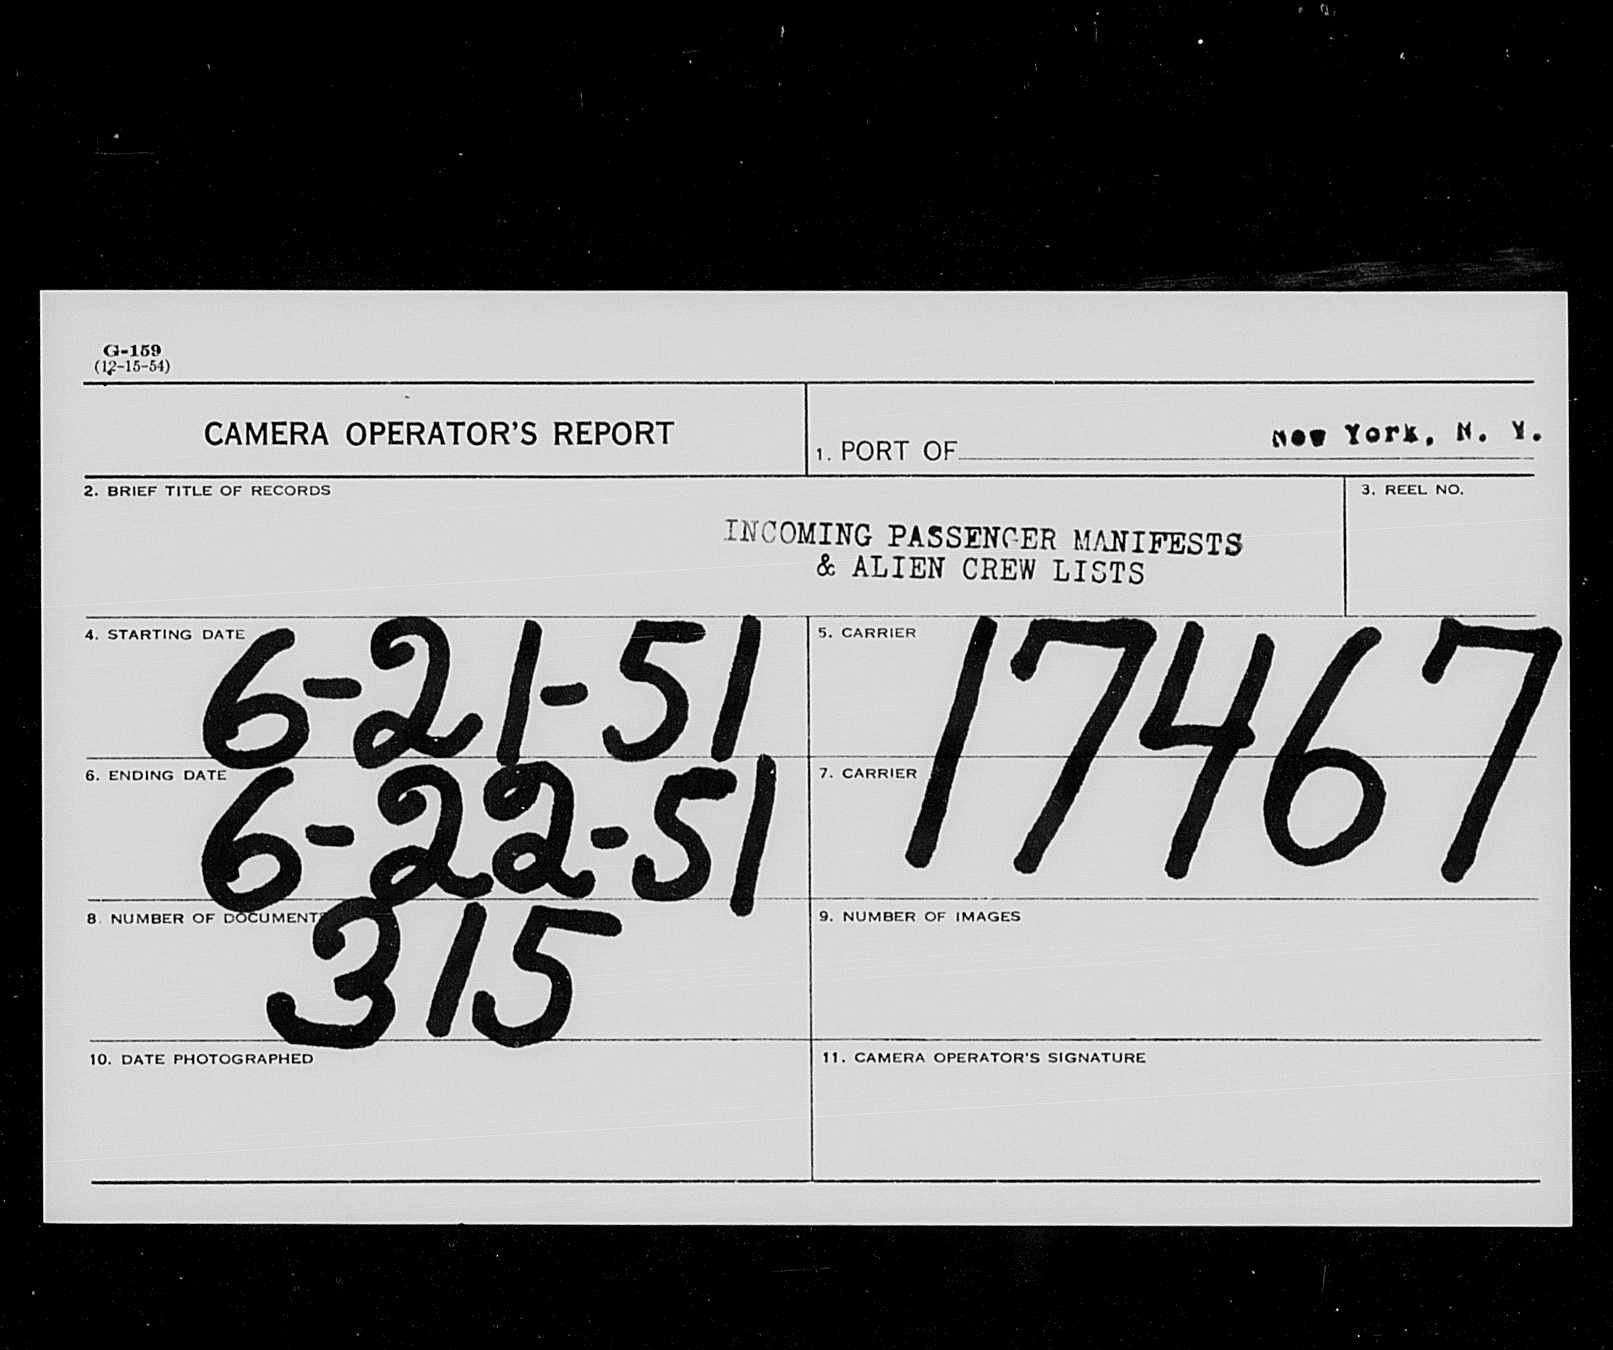 G-159
(12-15-54)
CAMERA OPERATOR'S REPORT
1. PORT OF New York, N. Y.
2. BRIEF TITLE OF RECORDS
3. REEL NO.
INCOMING PASSENGER MANIFESTS
& ALIEN CREW LISTS
4. STARTING DATE
6-21-51
5. CARRIER
17467
6. ENDING DATE
6-22-51
7. CARRIER
8. NUMBER OF DOCUMENTS
315
9. NUMBER OF IMAGES
10. DATE PHOTOGRAPHED
11. CAMERA OPERATOR'S SIGNATURE